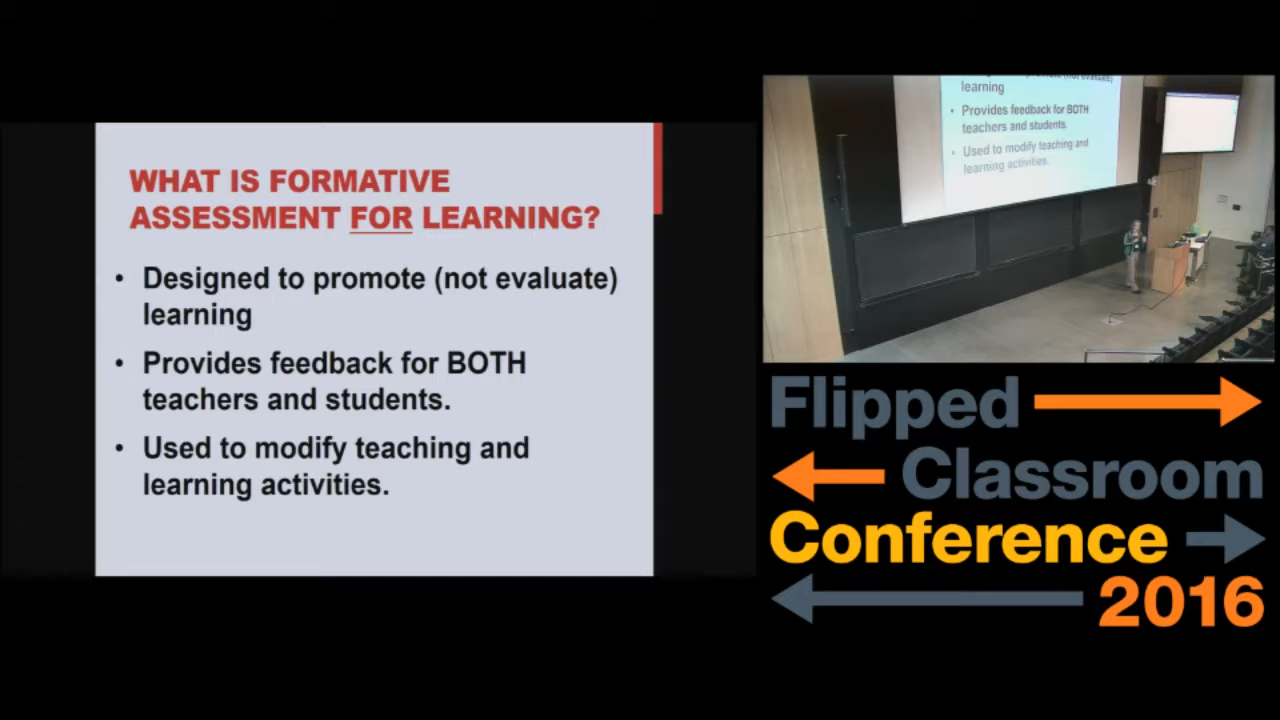 WHAT IS FORMATIVE
ASSESSMENT FOR LEARNING?
• Designed to promote (not evaluate)
learning
• Provides feedback for BOTH
teachers and students.
• Used to modify teaching and
learning activities.
learning
• Provides feedback for BOTH
teachers and students.
• Used to modify teaching and
learning activities.
Flipped
Classroom
Conference
2016